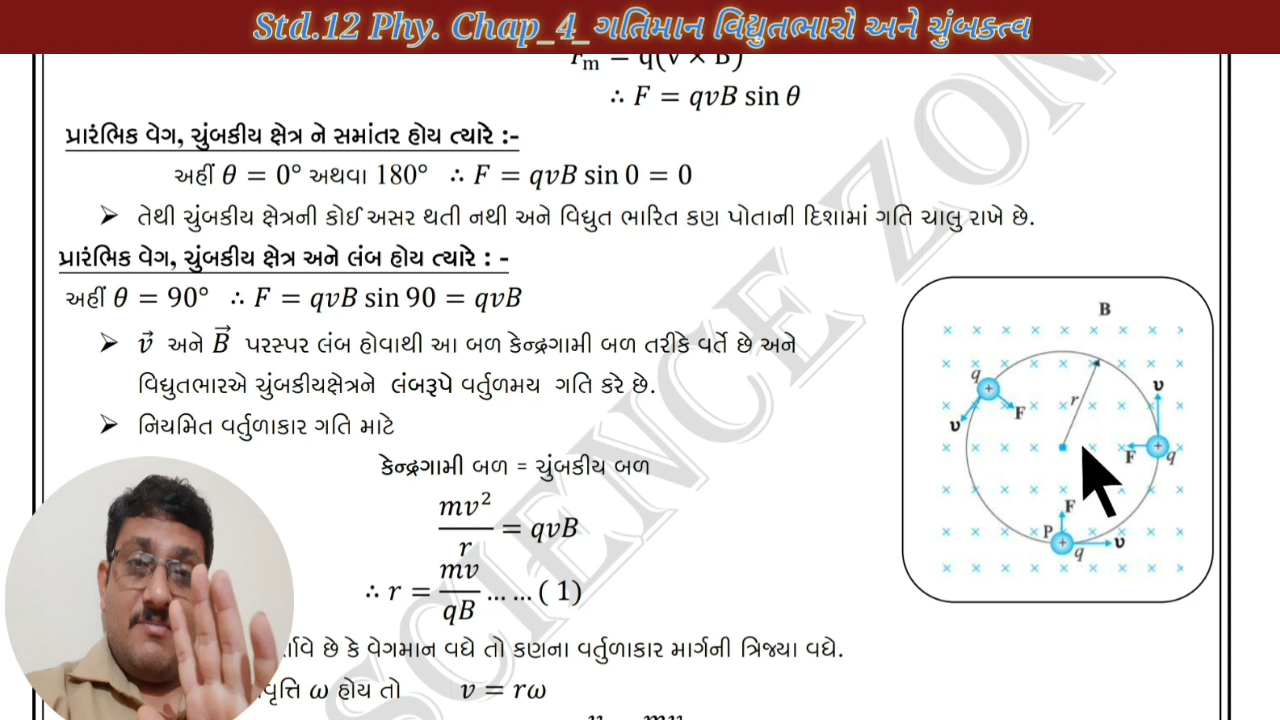 Std.12 Phy. Chap_4_ગતિમાન વિદ્યુતભારો અને ચુંબકત્વ
F = qvB sin θ
∴ F = qvB sin θ
પ્રારંભિક વેગ, ચુંબકીય ક્ષેત્ર ને સમાંતર હોય ત્યારે :-
અહીં θ = 0° અથવા 180° ∴ F = qvB sin 0 = 0
➢ તેથી ચુંબકીય ક્ષેત્રની કોઈ અસર થતી નથી અને વિધુત ભારિત કણ પોતાની દિશામાં ગતિ ચાલુ રાખે છે.
પ્રારંભિક વેગ, ચુંબકીય ક્ષેત્ર અને લંબ હોય ત્યારે : -
અહીં θ = 90° ∴ F = qvB sin 90 = qvB
➢ v⃗ અને B⃗ પરસ્પર લંબ હોવાથી આ બળ કેન્દ્રગામી બળ તરીકે વર્તે છે અને
વિધુતભારએ ચુંબકીયક્ષેત્રને લંબરૂપે વર્તુળમય ગતિ કરે છે.
➢ નિયમિત વર્તુળાકાર ગતિ માટે
કેન્દ્રગામી બળ = ચુંબકીય બળ
mv²/r = qvB
∴ r = mv/qB ... ... ( 1)
છે કે વેગમાન વધે તો કણના વર્તુળાકાર માર્ગની ત્રિજ્યા વધે.
ω હોય તો v = rω
B
q
F
v
r
v
F
q
F
P
v
q
SCIENCE ZON